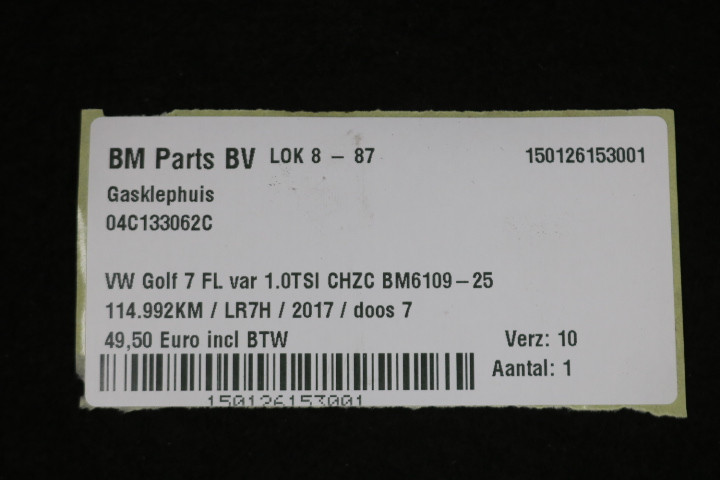 BM Parts BV LOK 8 - 87 150126153001
Gasklephuis
04C133062C
VW Golf 7 FL var 1.0TSI CHZC BM6109-25
114.992KM / LR7H / 2017 / doos 7
49,50 Euro incl BTW Verz: 10
Aantal: 1
150126153001